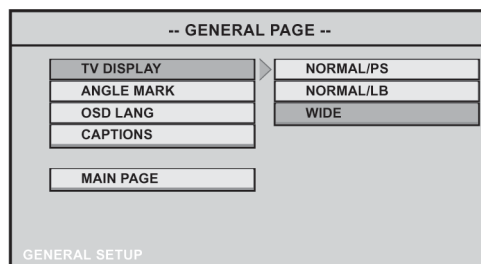 -- GENERAL PAGE --
TV DISPLAY
ANGLE MARK
OSD LANG
CAPTIONS
MAIN PAGE
NORMAL/PS
NORMAL/LB
WIDE
GENERAL SETUP